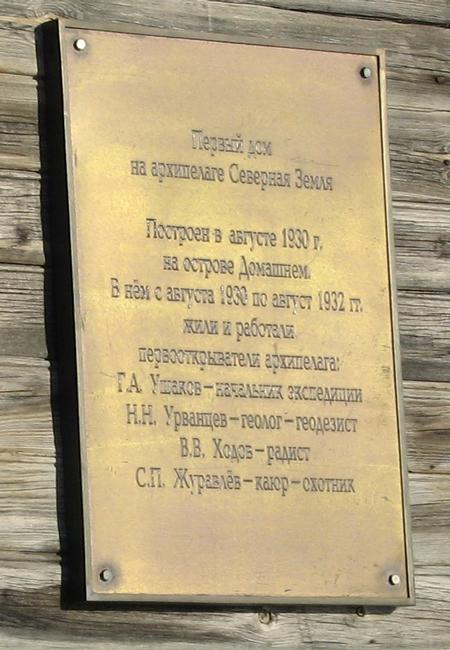 Первый дом
на архипелаге Северная Земля
Построен в августе 1930 г.
на острове Домашнем.
В нём с августа 1930 по август 1932 гг.
жили и работали
первооткрыватели архипелага:
Г.А. Ушаков – начальник экспедиции
Н.Н. Урванцев – геолог – геодезист
В.В. Ходов – радист
С.П. Журавлёв – каюр – охотник